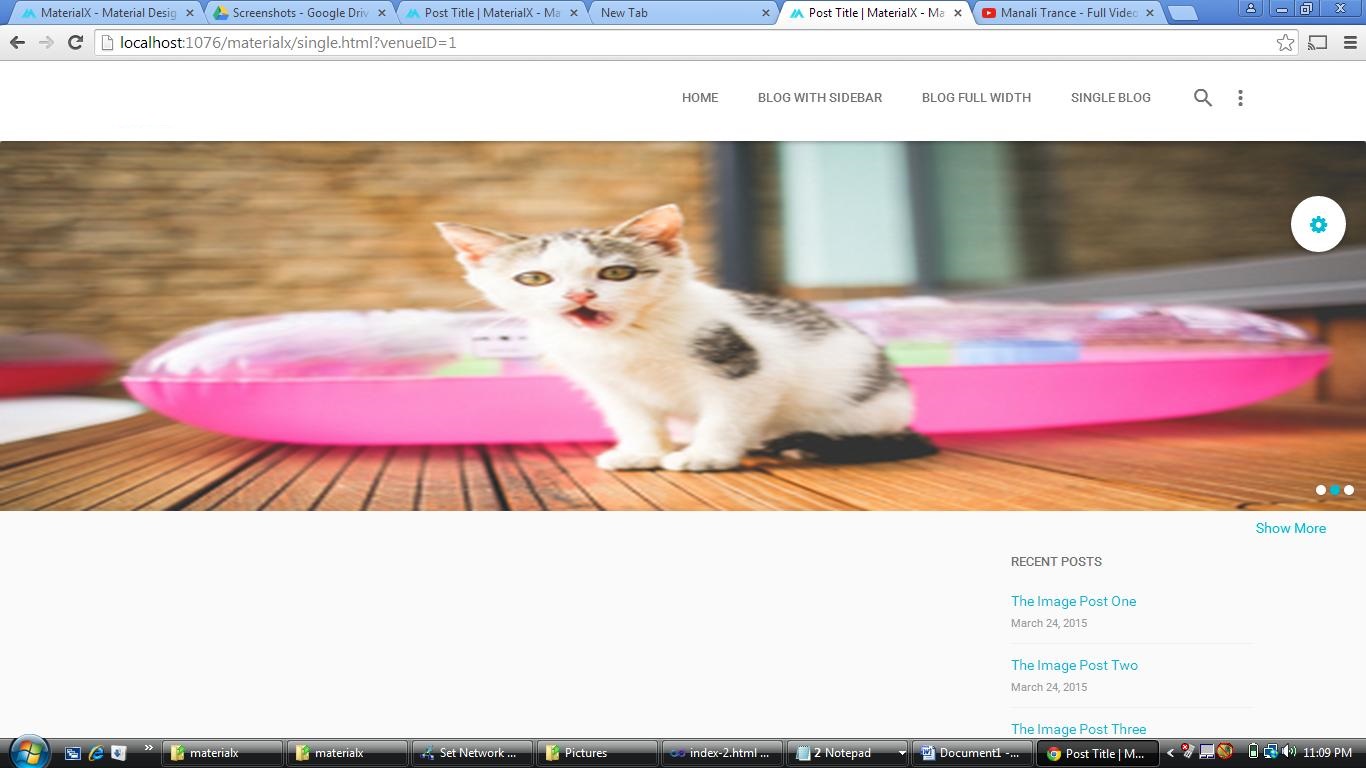 MaterialX - Material Desig
Screenshots - Google Driv
Post Title | MaterialX - Ma
New Tab
Post Title | MaterialX - Ma
Manali Trance - Full Video
localhost:1076/materialx/single.html?venueID=1
HOME
BLOG WITH SIDEBAR
BLOG FULL WIDTH
SINGLE BLOG
Show More
RECENT POSTS
The Image Post One
March 24, 2015
The Image Post Two
March 24, 2015
The Image Post Three
materialx
materialx
Set Network ...
Pictures
index-2.html ...
2 Notepad
Document1 -...
Post Title | M...
11:09 PM